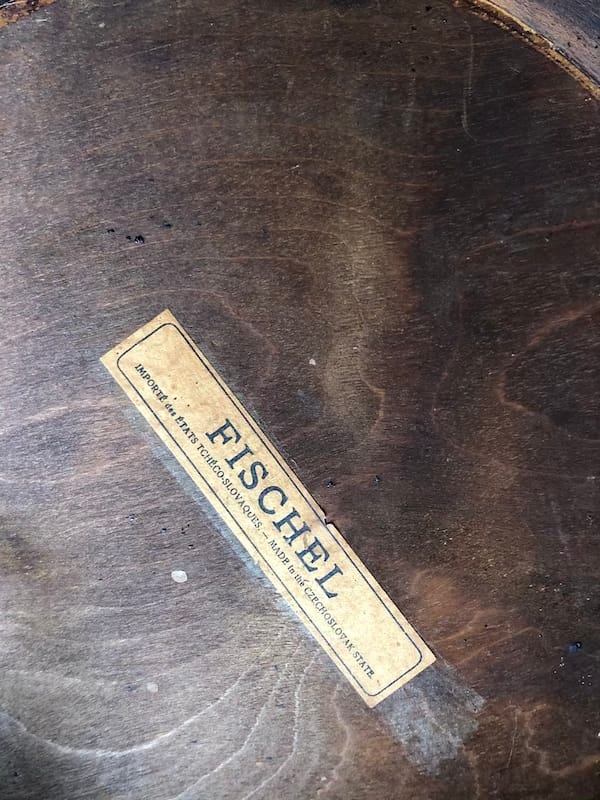 FISCHEL
IMPORTÉ des ÉTATS TCHÉCO-SLOVAQUES. — MADE in the CZECHOSLOVAK STATE